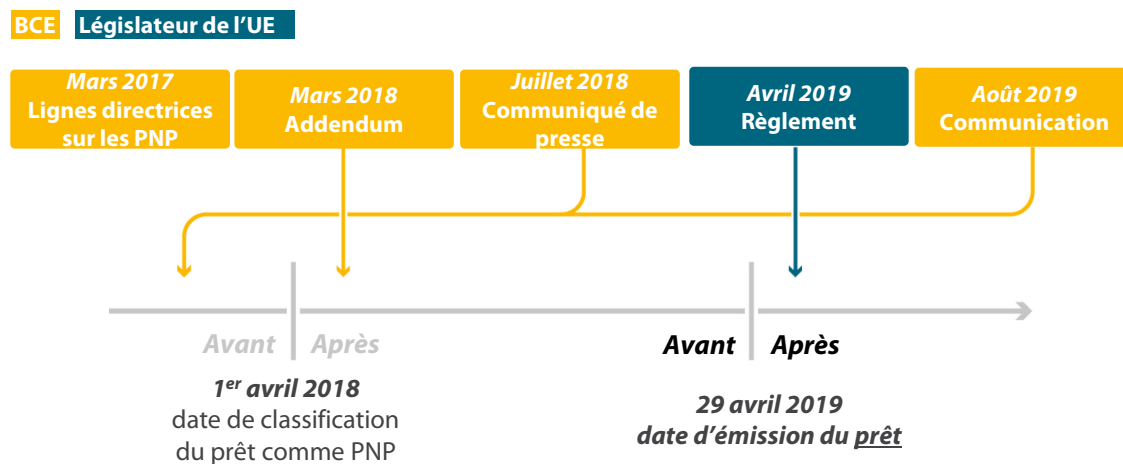 BCE Législateur de l’UE
Mars 2017
Lignes directrices
sur les PNP
Mars 2018
Addendum
Juillet 2018
Communiqué de
presse
Avril 2019
Règlement
Août 2019
Communication
Avant Après
1er avril 2018
date de classification
du prêt comme PNP
Avant Après
29 avril 2019
date d’émission du prêt